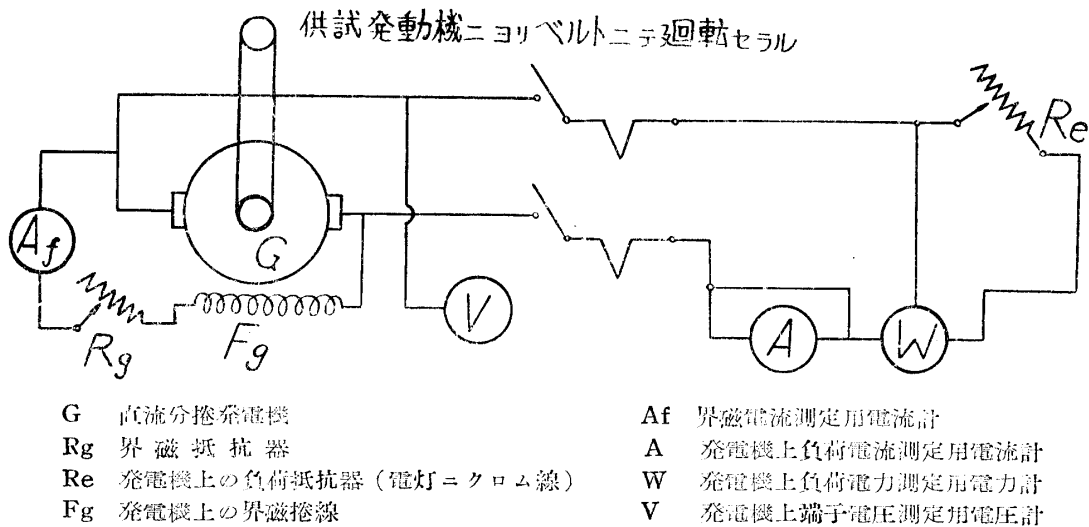 供試発動機ニヨリベルトニテ廻転セラル
Re
Af
G
V
A
W
Rg
Fg
G 直流分捲発電機
Rg 界磁抵抗器
Re 発電機上の負荷抵抗器（電灯ニクロム線）
Fg 発電機上の界磁捲線
Af 界磁電流測定用電流計
A 発電機上負荷電流測定用電流計
W 発電機上負荷電力測定用電力計
V 発電機上端子電圧測定用電圧計